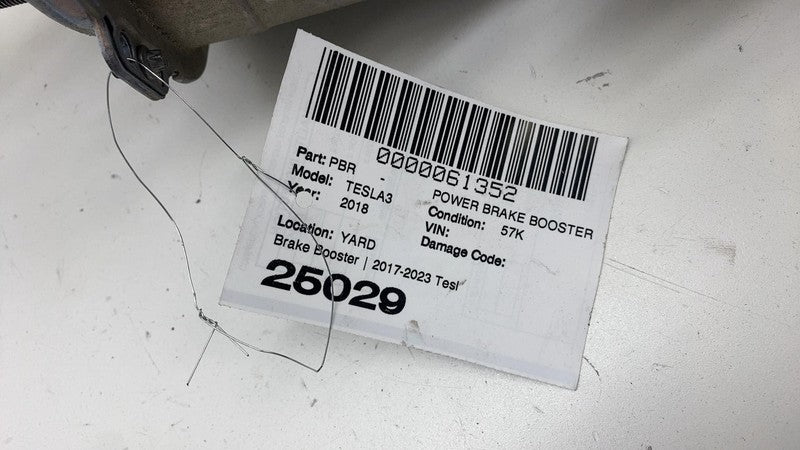 0000061352
Part: PBR - POWER BRAKE BOOSTER
Model: TESLA3 Condition: 57K
Year: 2018 VIN:
Damage Code:
Location: YARD
Brake Booster | 2017-2023 Tesl
25029